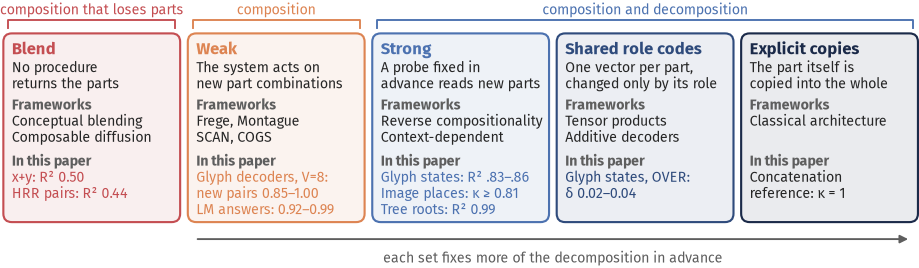 composition that loses parts
composition
composition and decomposition
Blend
No procedure
returns the parts
Frameworks
Conceptual blending
Composable diffusion
In this paper
x+y: R² 0.50
HRR pairs: R² 0.44
Weak
The system acts on
new part combinations
Frameworks
Frege, Montague
SCAN, COGS
In this paper
Glyph decoders, V=8:
new pairs 0.85–1.00
LM answers: 0.92–0.99
Strong
A probe fixed in
advance reads new parts
Frameworks
Reverse compositionality
Context-dependent
In this paper
Glyph states: R² .83–.86
Image places: κ ≥ 0.81
Tree roots: R² 0.99
Shared role codes
One vector per part,
changed only by its role
Frameworks
Tensor products
Additive decoders
In this paper
Glyph states, OVER:
δ 0.02–0.04
Explicit copies
The part itself is
copied into the whole
Frameworks
Classical architecture
In this paper
Concatenation
reference: κ = 1
each set fixes more of the decomposition in advance